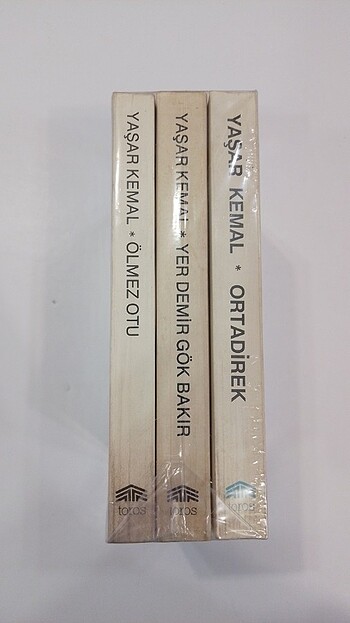 YAŞAR KEMAL * ÖLMEZ OTU
toros
YAŞAR KEMAL * YER DEMİR GÖK BAKIR
toros
YAŞAR KEMAL * ORTADİREK
toros